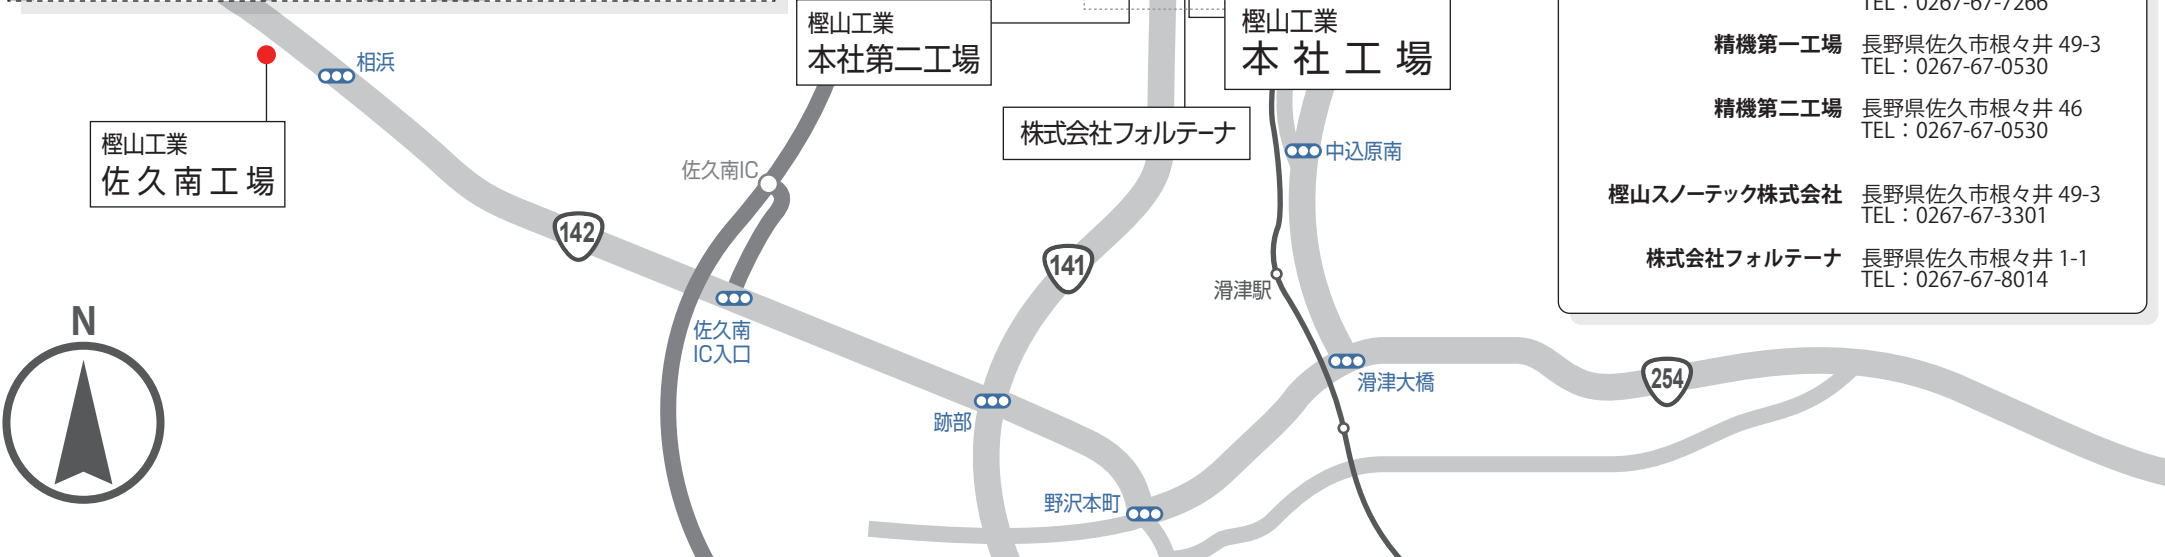 相浜
樫山工業
佐久南工場
N
142
佐久南IC
佐久南
IC入口
樫山工業
本社第二工場
株式会社フォルテーナ
樫山工業
本社工場
141
中込原南
滑津駅
滑津大橋
254
跡部
野沢本町
TEL：0267-67-7266
精機第一工場 長野県佐久市根々井 49-3
TEL：0267-67-0530
精機第二工場 長野県佐久市根々井 46
TEL：0267-67-0530
樫山スノーテック株式会社 長野県佐久市根々井 49-3
TEL：0267-67-3301
株式会社フォルテーナ 長野県佐久市根々井 1-1
TEL：0267-67-8014